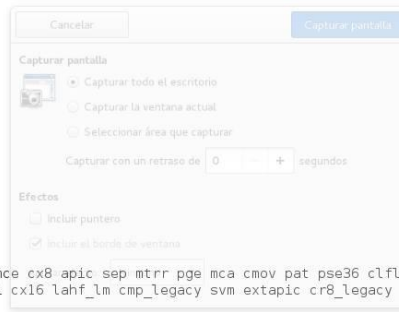 Cancelar
Capturar pantalla
Capturar pantalla
Capturar todo el escritorio
Capturar la ventana actual
Seleccionar área que capturar
Capturar con un retraso de 0 − + segundos
Efectos
Incluir puntero
Incluir el borde de ventana
cx8 apic sep mtrr pge mca cmov pat pse36
cx16 lahf_lm cmp_legacy svm extapic cr8_legacy